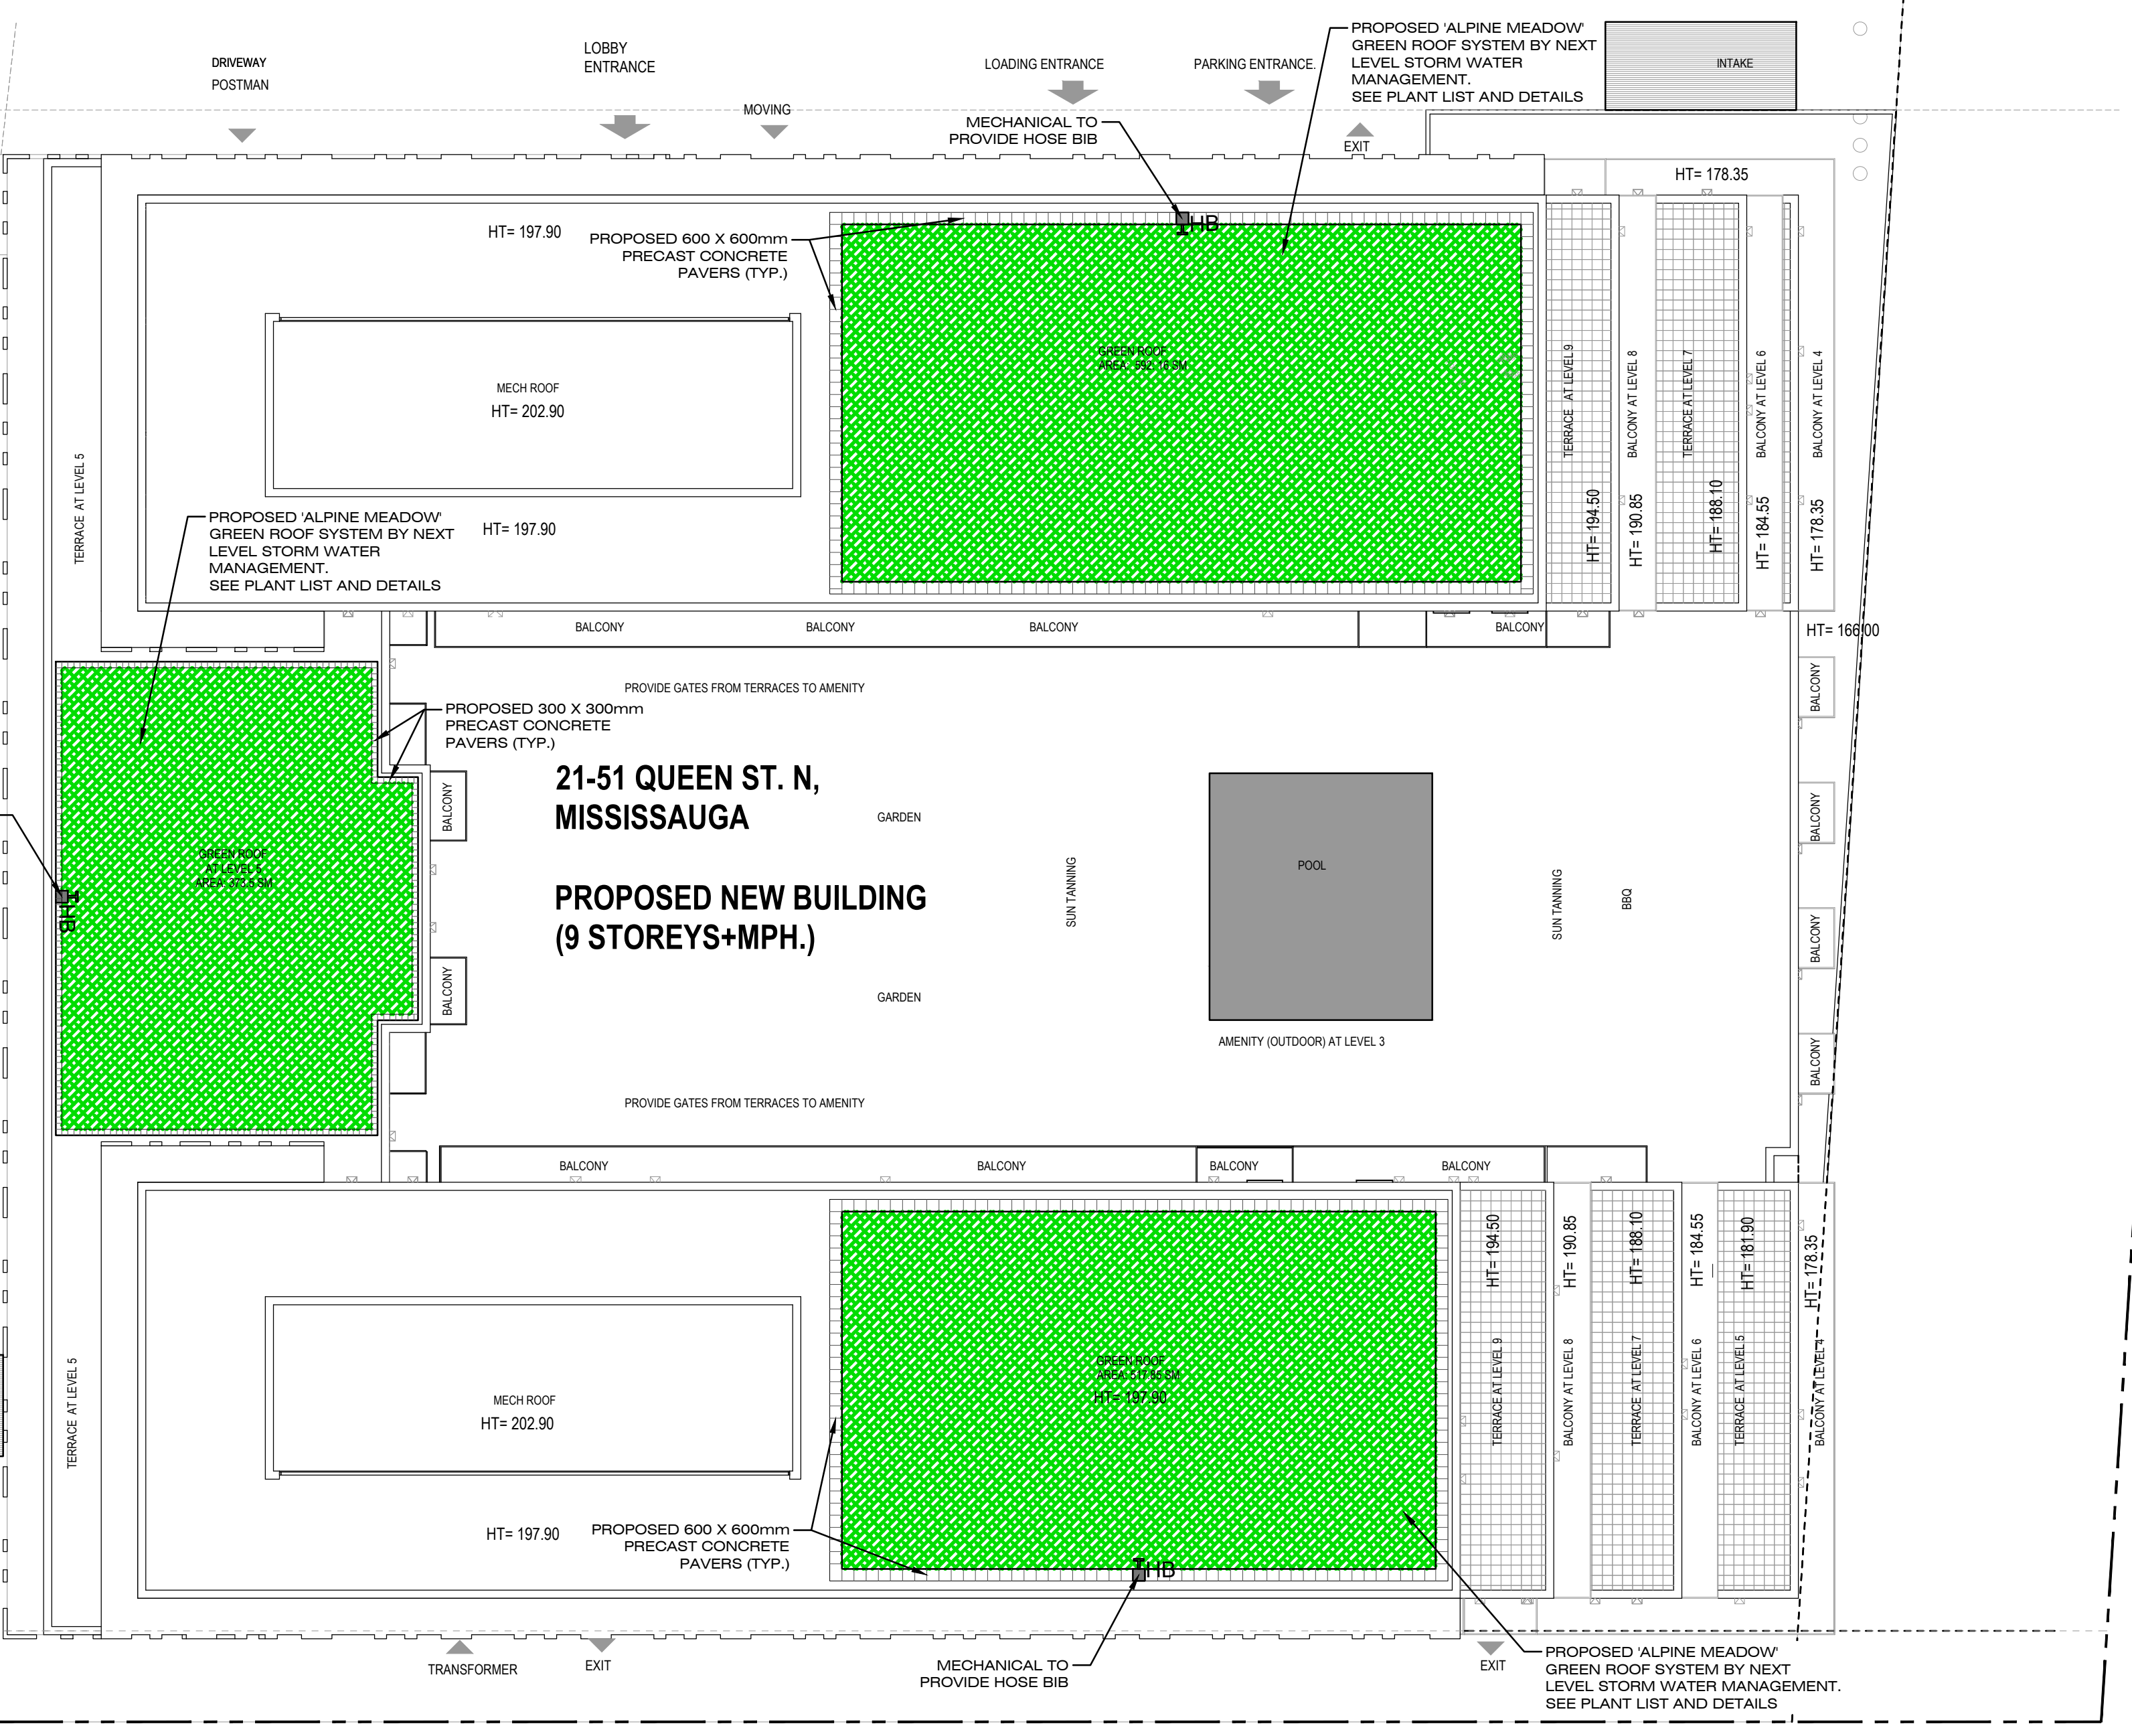 DRIVEWAY
POSTMAN
LOBBY
ENTRANCE
MOVING
LOADING ENTRANCE
PARKING ENTRANCE.
EXIT
PROPOSED 'ALPINE MEADOW'
GREEN ROOF SYSTEM BY NEXT
LEVEL STORM WATER
MANAGEMENT.
SEE PLANT LIST AND DETAILS
INTAKE
MECHANICAL TO
PROVIDE HOSE BIB
HB
HT= 178.35
HT= 197.90
PROPOSED 600 X 600mm
PRECAST CONCRETE
PAVERS (TYP.)
GREEN ROOF
AREA: 592.16 SM
MECH ROOF
HT= 202.90
HT= 197.90
TERRACE AT LEVEL 5
TERRACE AT LEVEL 9
HT= 194.50
BALCONY AT LEVEL 8
HT= 190.85
TERRACE AT LEVEL 7
HT= 188.10
BALCONY AT LEVEL 6
HT= 184.55
BALCONY AT LEVEL 4
HT= 178.35
PROPOSED 'ALPINE MEADOW'
GREEN ROOF SYSTEM BY NEXT
LEVEL STORM WATER
MANAGEMENT.
SEE PLANT LIST AND DETAILS
BALCONY
BALCONY
BALCONY
BALCONY
HT= 166.00
PROVIDE GATES FROM TERRACES TO AMENITY
PROPOSED 300 X 300mm
PRECAST CONCRETE
PAVERS (TYP.)
BALCONY
21-51 QUEEN ST. N,
MISSISSAUGA
BALCONY
GARDEN
BALCONY
GREEN ROOF
AT LEVEL 5
AREA: 373.5 SM
HB
PROPOSED NEW BUILDING
(9 STOREYS+MPH.)
SUN TANNING
POOL
SUN TANNING
BBQ
BALCONY
BALCONY
GARDEN
AMENITY (OUTDOOR) AT LEVEL 3
BALCONY
PROVIDE GATES FROM TERRACES TO AMENITY
BALCONY
BALCONY
BALCONY
BALCONY
HT= 194.50
HT= 190.85
HT= 188.10
HT= 184.55
HT= 181.90
HT= 178.35
TERRACE AT LEVEL 9
BALCONY AT LEVEL 8
TERRACE AT LEVEL 7
BALCONY AT LEVEL 6
TERRACE AT LEVEL 5
BALCONY AT LEVEL 4
GREEN ROOF
AREA: 517.85 SM
HT= 197.90
MECH ROOF
HT= 202.90
TERRACE AT LEVEL 5
HT= 197.90
PROPOSED 600 X 600mm
PRECAST CONCRETE
PAVERS (TYP.)
HB
TRANSFORMER
EXIT
MECHANICAL TO
PROVIDE HOSE BIB
EXIT
PROPOSED 'ALPINE MEADOW'
GREEN ROOF SYSTEM BY NEXT
LEVEL STORM WATER MANAGEMENT.
SEE PLANT LIST AND DETAILS